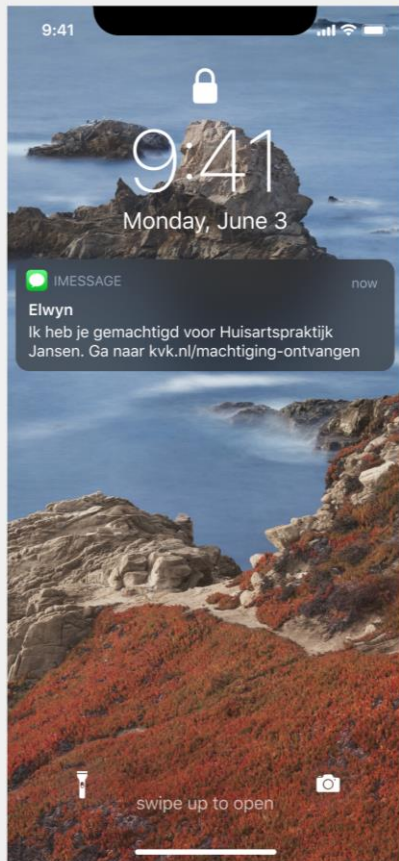 9:41
9:41
Monday, June 3
IMESSAGE
now
Elwyn
Ik heb je gemachtigd voor Huisartspraktijk
Jansen. Ga naar kvk.nl/machtiging-ontvangen
swipe up to open